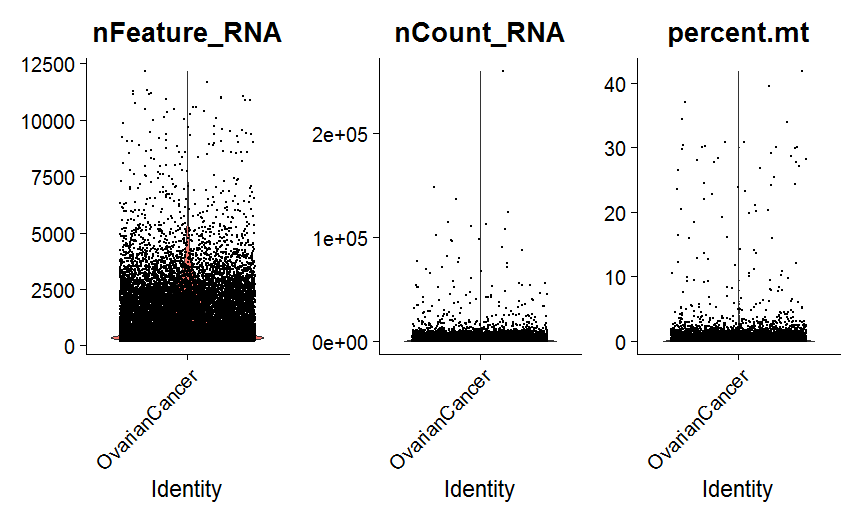 nFeature_RNA
12500
10000
7500
5000
2500
0
OvarianCancer
Identity
nCount_RNA
2e+05
1e+05
0e+00
OvarianCancer
Identity
percent.mt
40
30
20
10
0
OvarianCancer
Identity